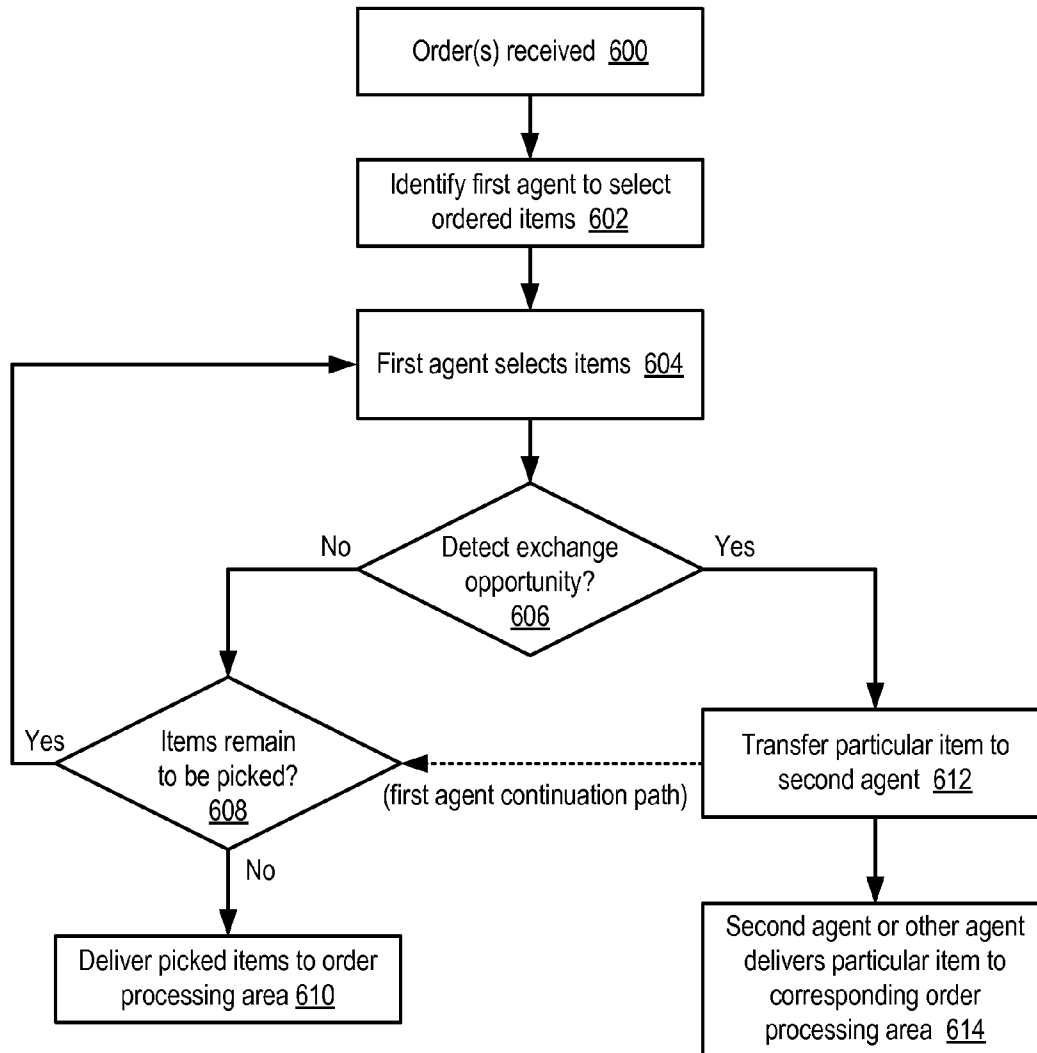 Order(s) received 600
Identify first agent to select
ordered items 602
First agent selects items 604
No
Detect exchange
opportunity?
606
Yes
Yes
Items remain
to be picked?
608
(first agent continuation path)
Transfer particular item to
second agent 612
No
Deliver picked items to order
processing area 610
Second agent or other agent
delivers particular item to
corresponding order
processing area 614